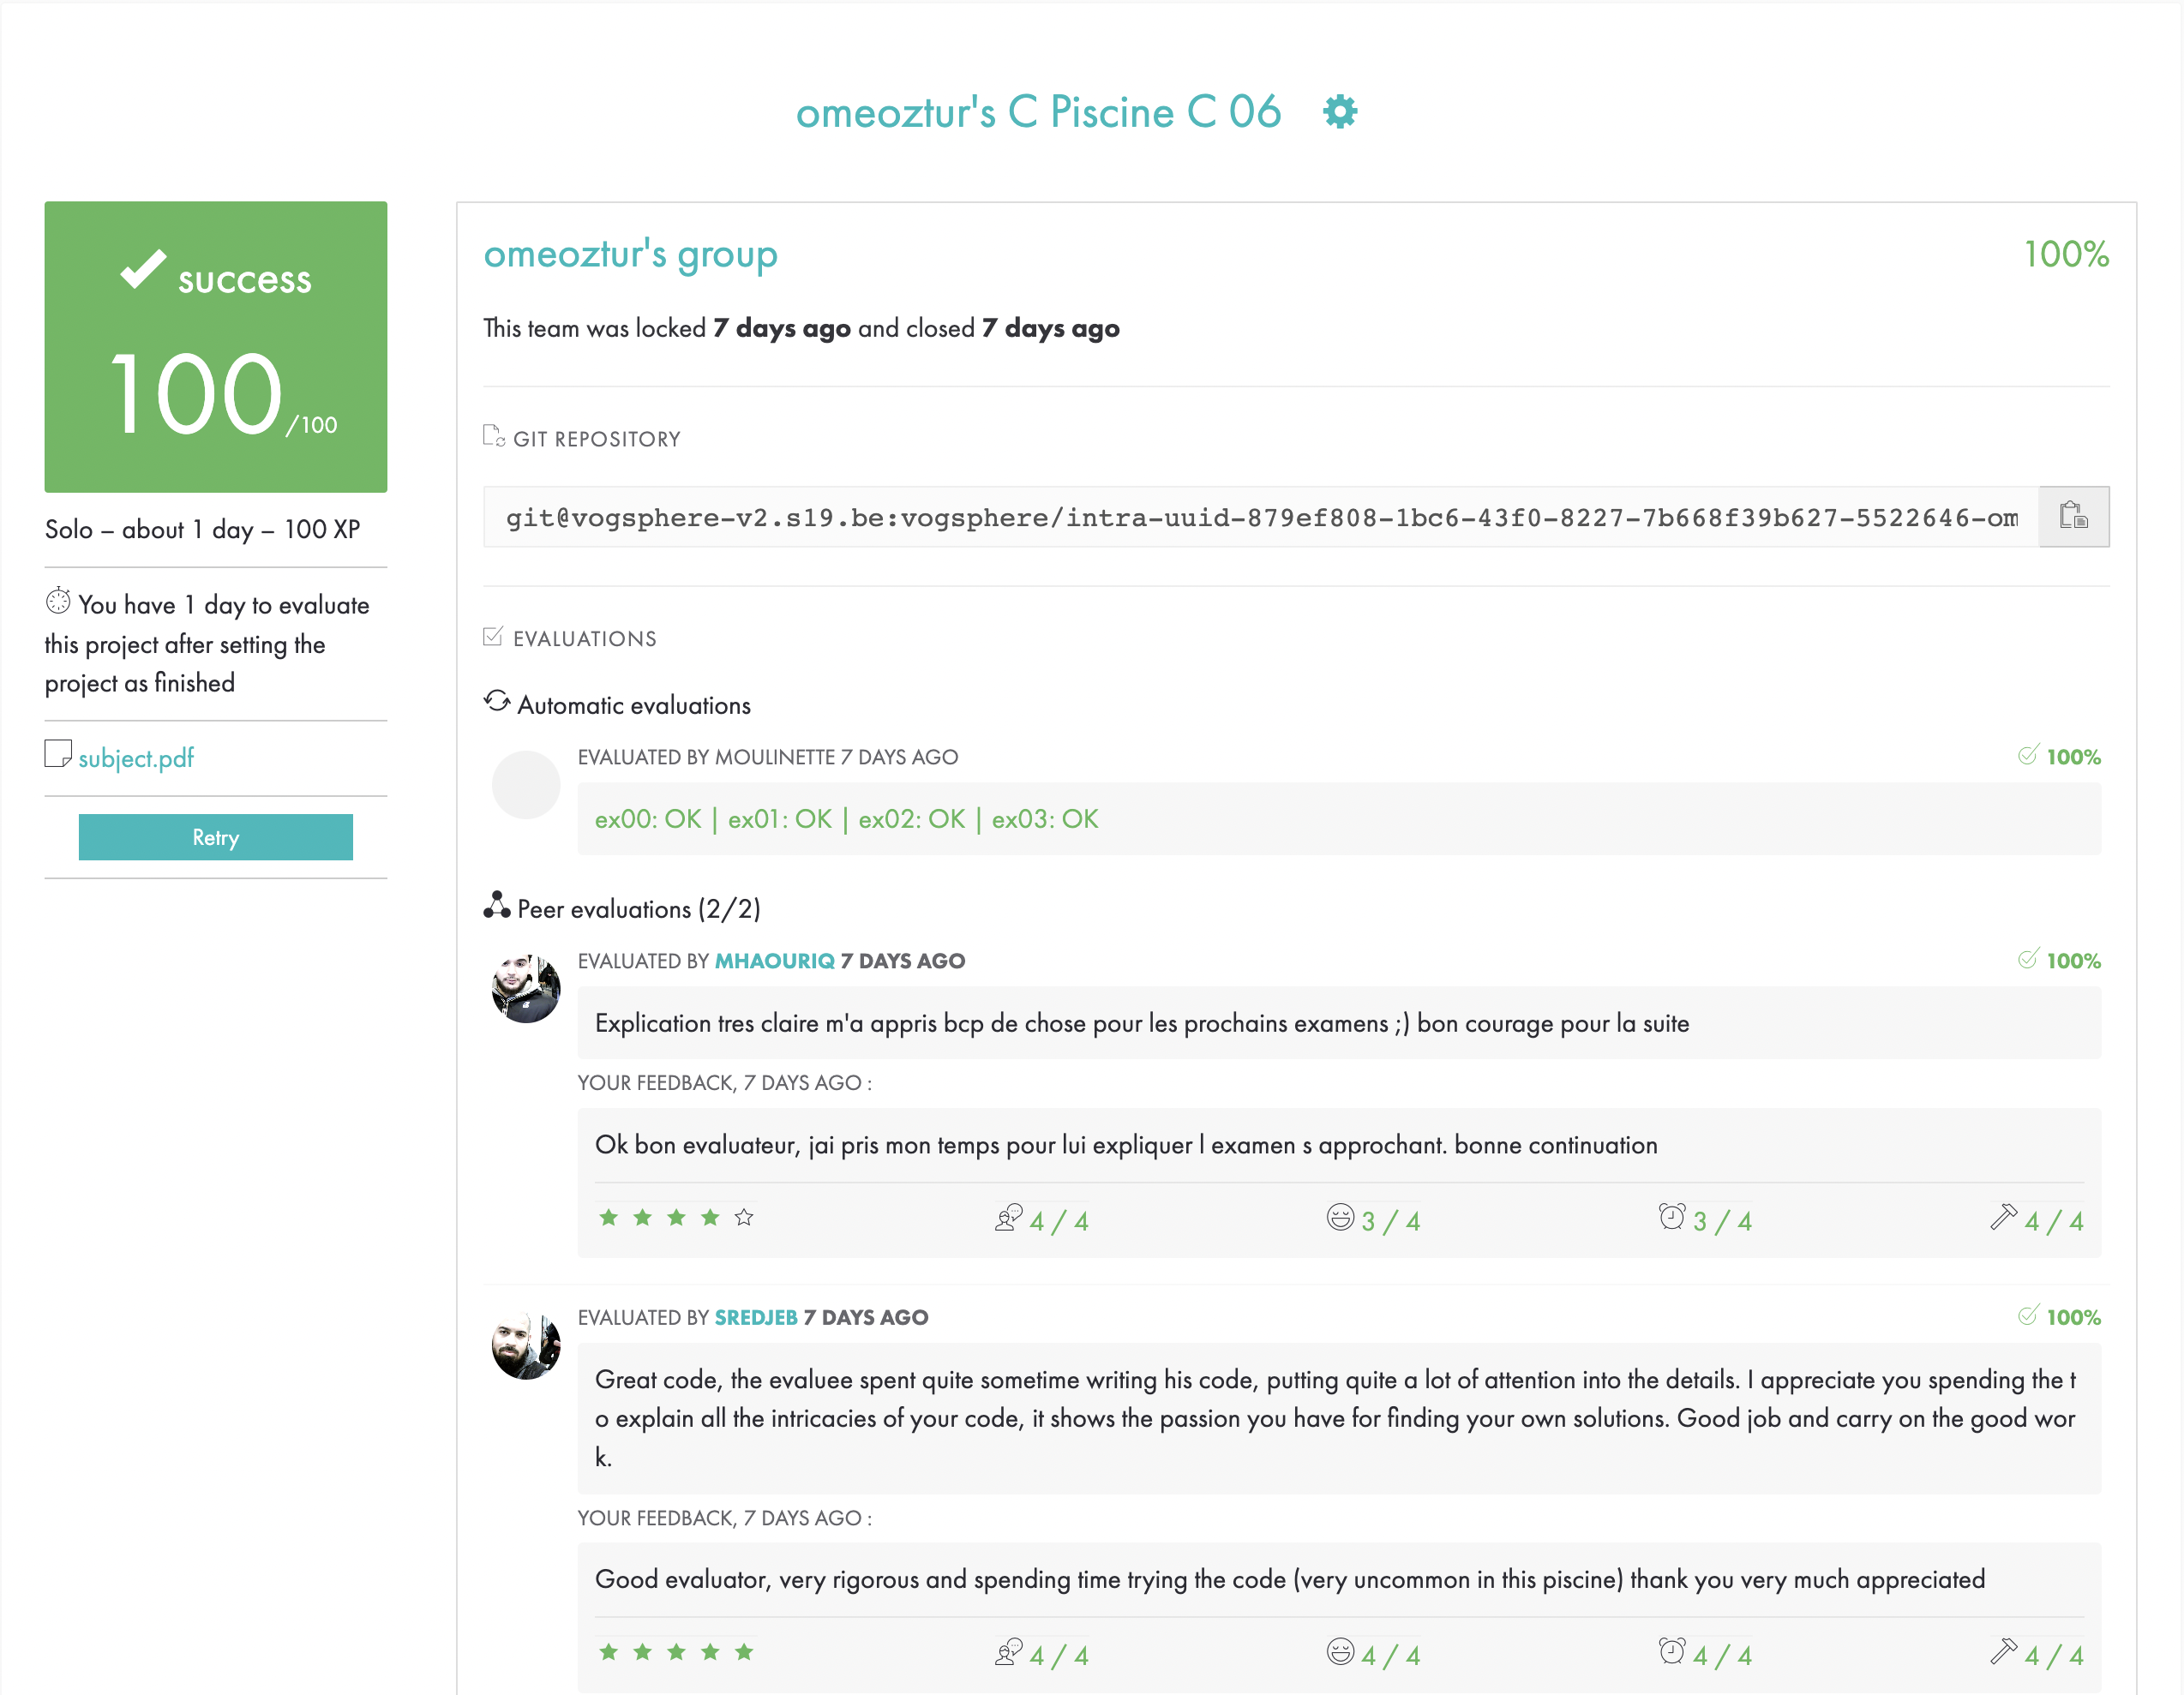 omeoztur's C Piscine C 06
success
100/100
Solo – about 1 day – 100 XP
You have 1 day to evaluate
this project after setting the
project as finished
subject.pdf
Retry
omeoztur's group
100%
This team was locked 7 days ago and closed 7 days ago
GIT REPOSITORY
git@vogsphere-v2.s19.be:vogsphere/intra-uuid-879ef808-1bc6-43f0-8227-7b668f39b627-5522646-om
EVALUATIONS
Automatic evaluations
EVALUATED BY MOULINETTE 7 DAYS AGO
100%
ex00: OK | ex01: OK | ex02: OK | ex03: OK
Peer evaluations (2/2)
EVALUATED BY MHAOURIQ 7 DAYS AGO
100%
Explication tres claire m'a appris bcp de chose pour les prochains examens ;) bon courage pour la suite
YOUR FEEDBACK, 7 DAYS AGO :
Ok bon evaluateur, jai pris mon temps pour lui expliquer l examen s approchant. bonne continuation
4 / 4
3 / 4
3 / 4
4 / 4
EVALUATED BY SREDJEB 7 DAYS AGO
100%
Great code, the evaluee spent quite sometime writing his code, putting quite a lot of attention into the details. I appreciate you spending the t
o explain all the intricacies of your code, it shows the passion you have for finding your own solutions. Good job and carry on the good wor
k.
YOUR FEEDBACK, 7 DAYS AGO :
Good evaluator, very rigorous and spending time trying the code (very uncommon in this piscine) thank you very much appreciated
4 / 4
4 / 4
4 / 4
4 / 4